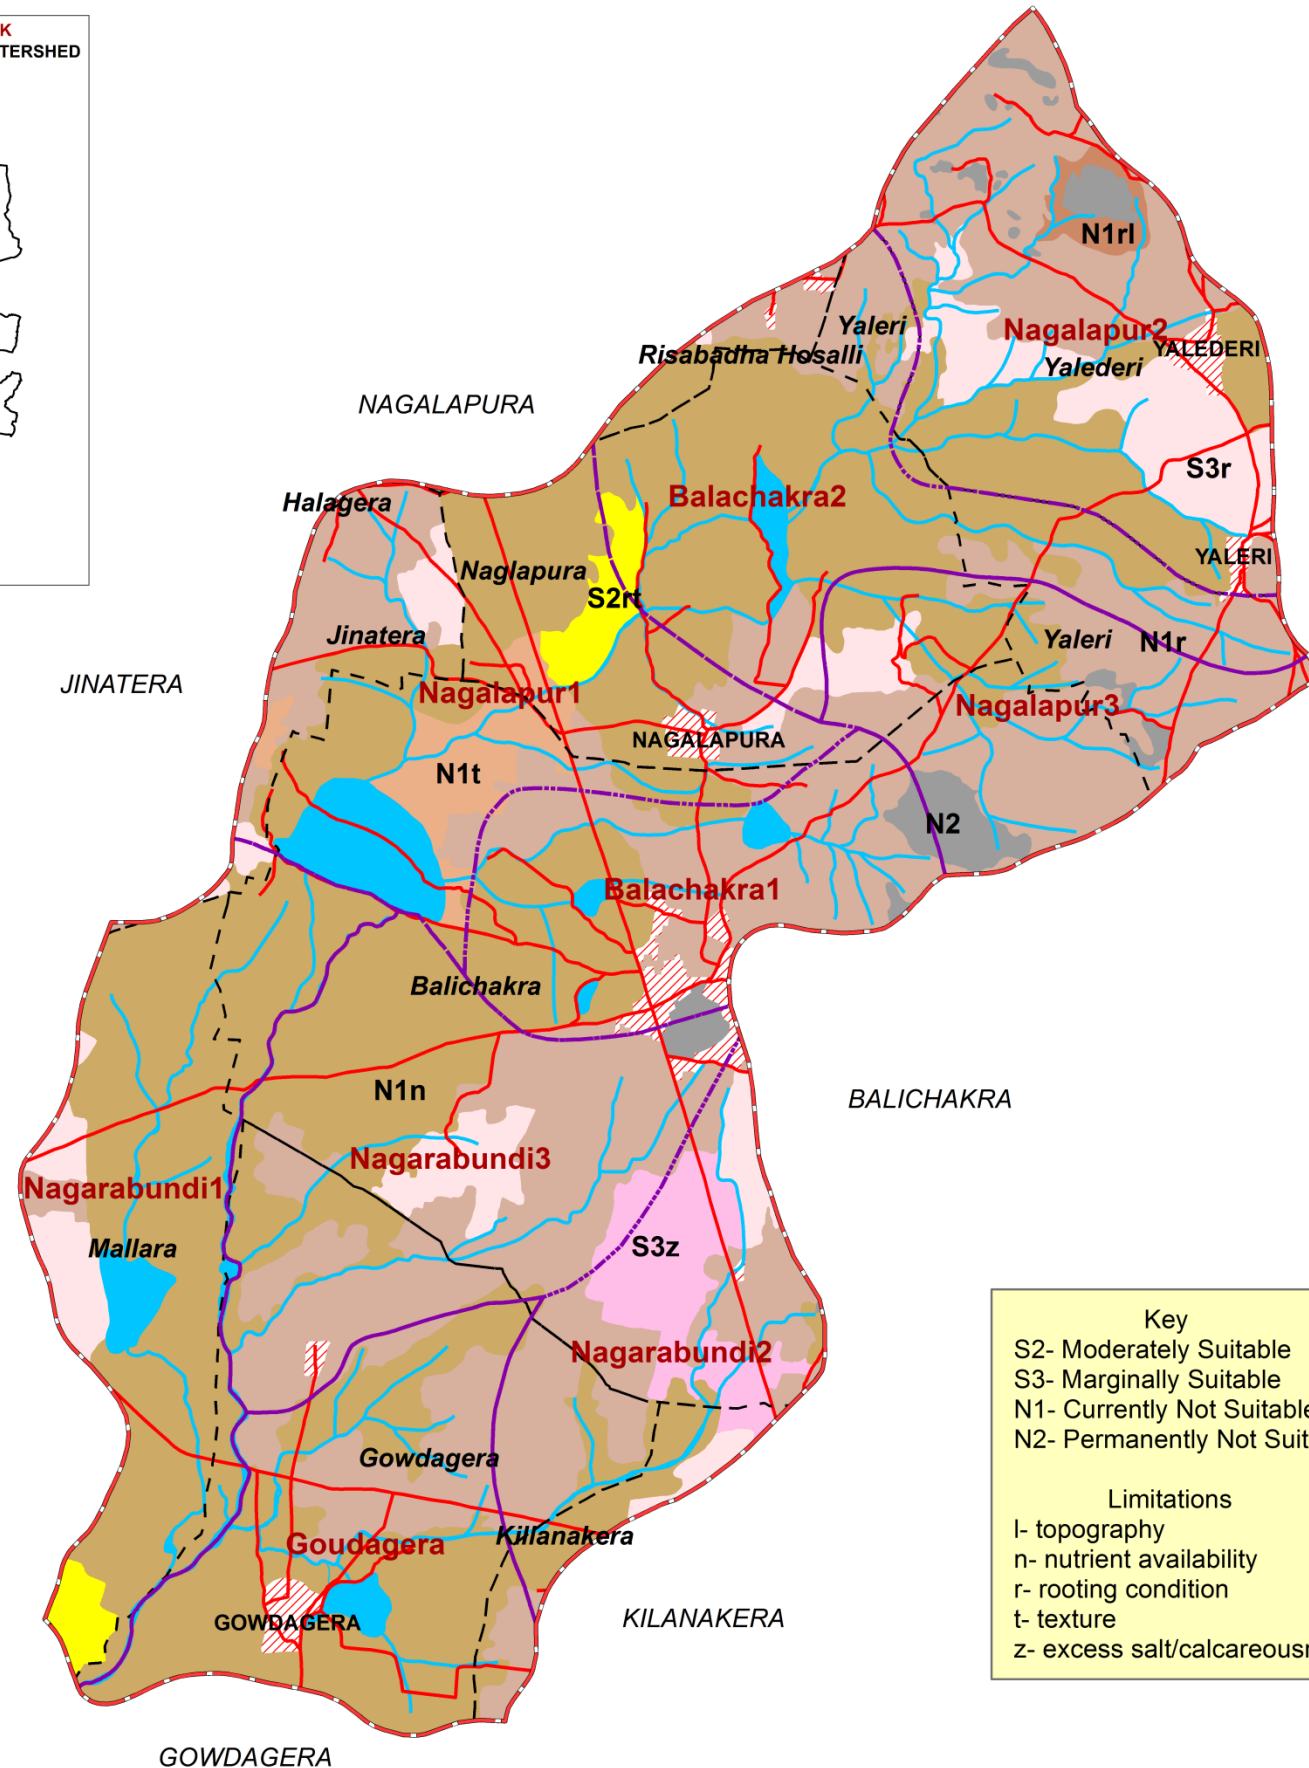 K
TERSHED
N1rl
Yaleri
Nagalapur2
YALEDERI
Risabadha Hosalli
Yalederi
NAGALAPURA
S3r
Balachakra2
Halagera
YALERI
Naglapura
S2rt
Jinatera
Yaleri
N1r
JINATERA
Nagalapur1
Nagalapur3
NAGALAPURA
N1t
N2
Balachakra1
Balichakra
N1n
BALICHAKRA
Nagarabundi3
Nagarabundi1
Mallara
S3z
Nagarabundi2
Gowdagera
Killanakera
Goudagera
GOWDAGERA
KILANAKERA
GOWDAGERA
Key
S2- Moderately Suitable
S3- Marginally Suitable
N1- Currently Not Suitable
N2- Permanently Not Suit
Limitations
l- topography
n- nutrient availability
r- rooting condition
t- texture
z- excess salt/calcareous